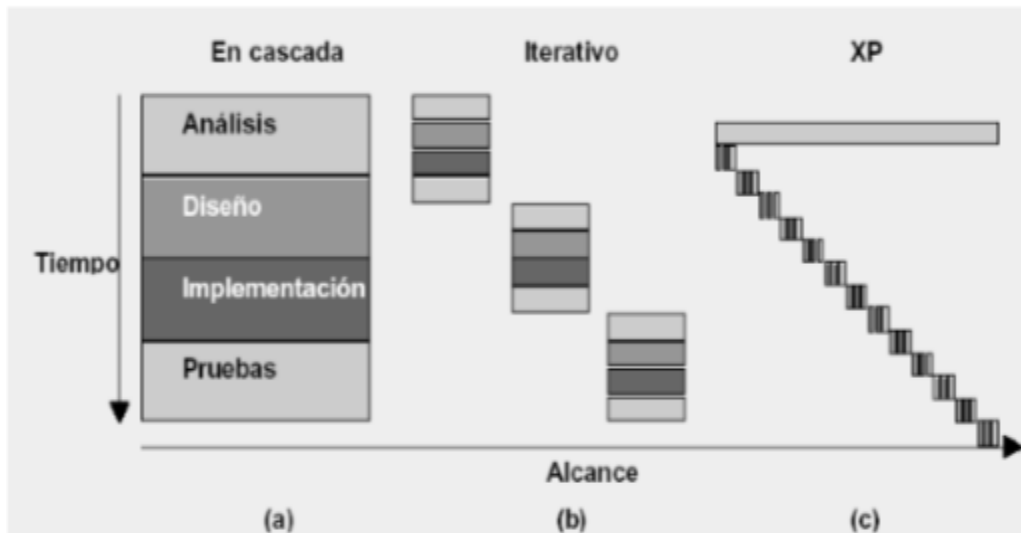 En cascada
Iterativo
XP
Análisis
Diseño
Tiempo
Implementación
Pruebas
Alcance
(a)
(b)
(c)